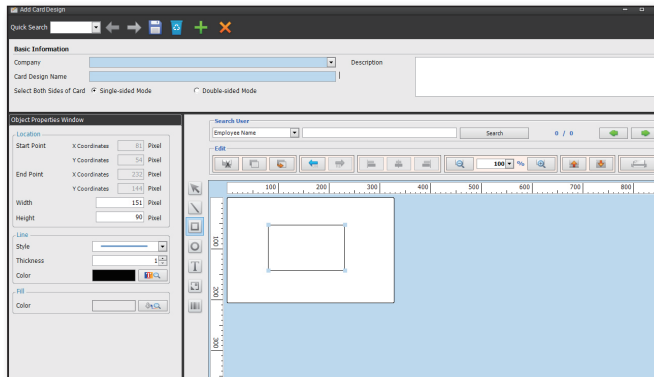 Add Card Design
Quick Search
Basic Information
Company
Description
Card Design Name
Select Both Sides of Card Single-sided Mode Double-sided Mode
Object Properties Window
Location
Start Point X Coordinates 81 Pixel
Y Coordinates 54 Pixel
End Point X Coordinates 232 Pixel
Y Coordinates 144 Pixel
Width 151 Pixel
Height 90 Pixel
Line
Style
Thickness 1
Color
Fill
Color
Search User
Employee Name Search 0 / 0
Edit
100 %
100 200 300 400 500 600 700 800
T
100
200
300